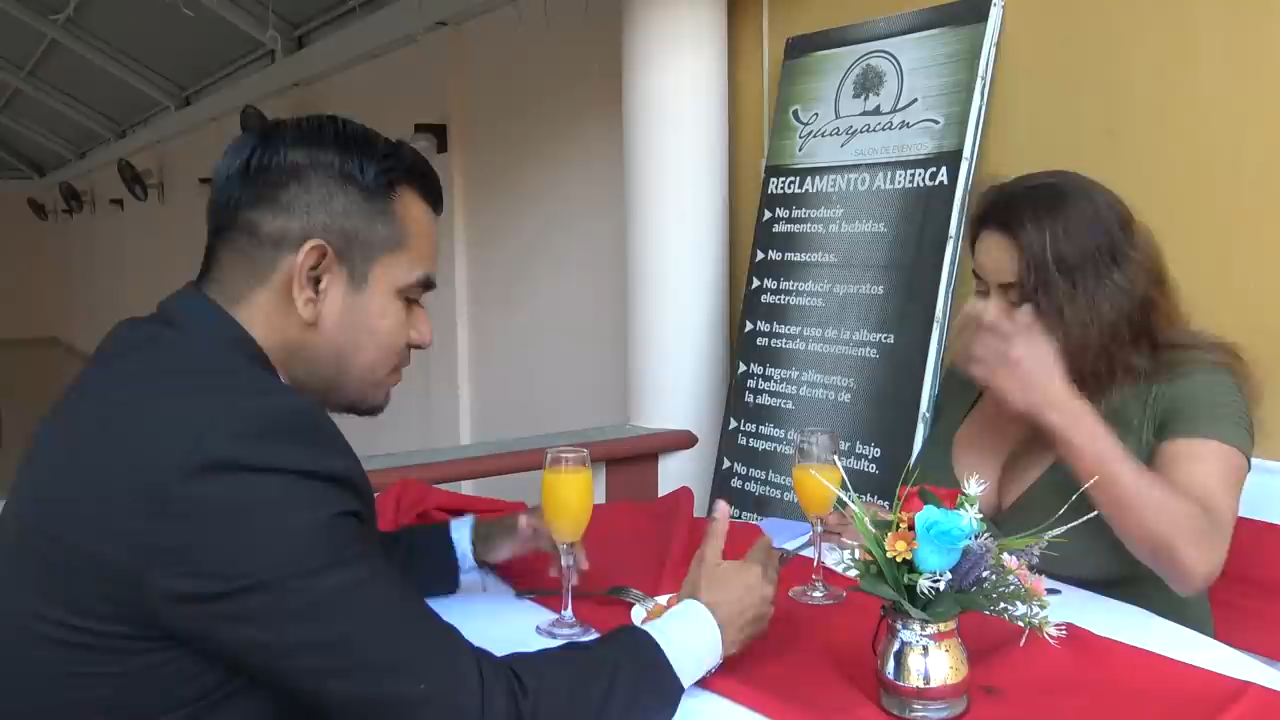 Guayacán
- SALON DE EVENTOS -
REGLAMENTO ALBERCA
No introducir
alimentos, ni bebidas.
No mascotas.
No introducir aparatos
electrónicos.
No hacer uso de la alberca
en estado incoveniente.
No ingerir alimentos,
ni bebidas dentro de
la alberca.
Los niños bajo
la adulto.
No nos
de objetos
No